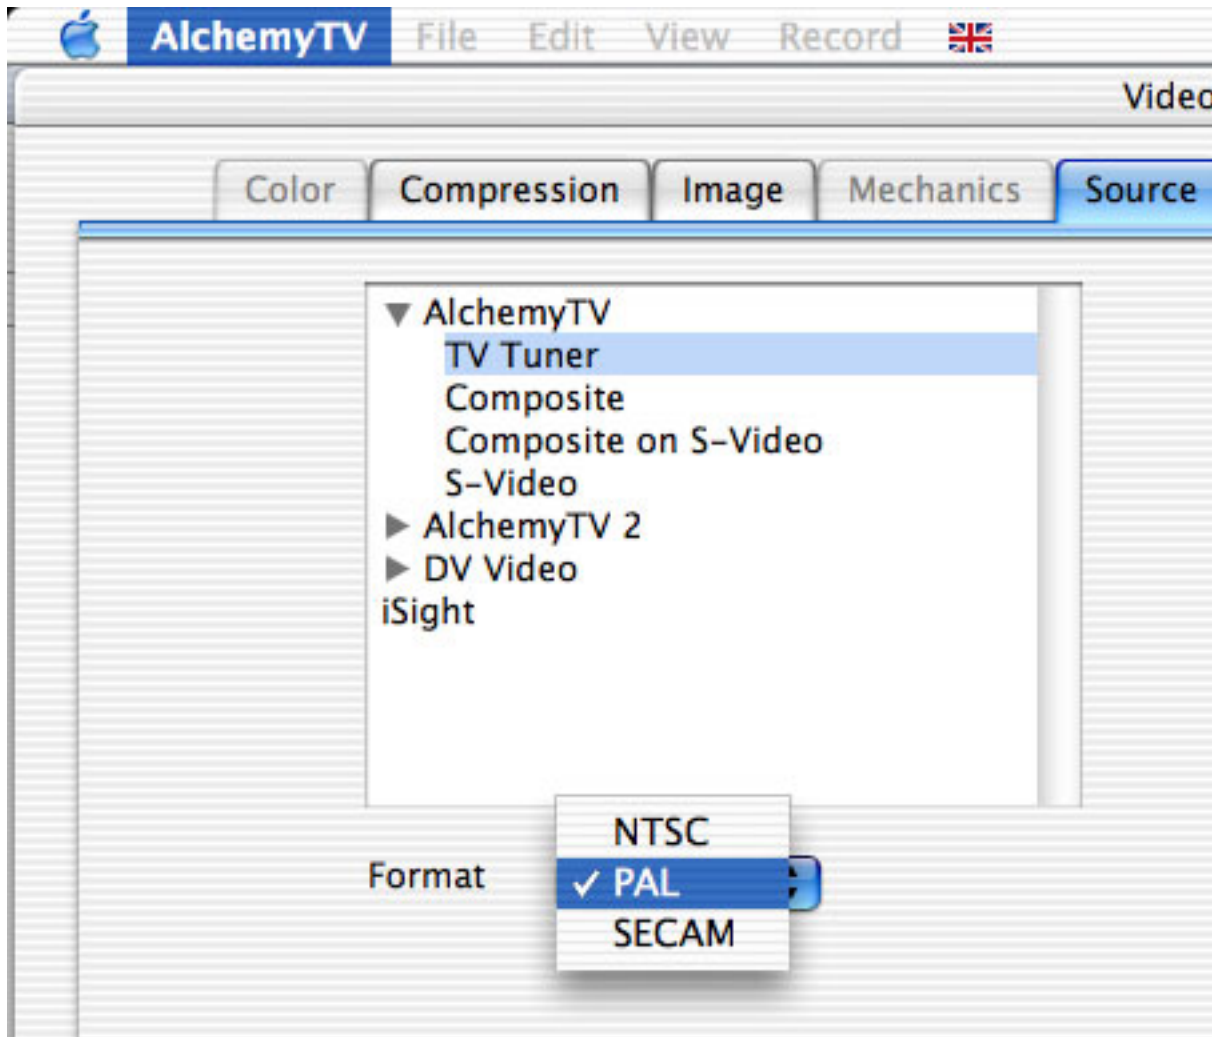 AlchemyTV File Edit View Record
Video
Color Compression Image Mechanics Source
AlchemyTV
TV Tuner
Composite
Composite on S-Video
S-Video
AlchemyTV 2
DV Video
iSight
NTSC
Format ✓ PAL
SECAM